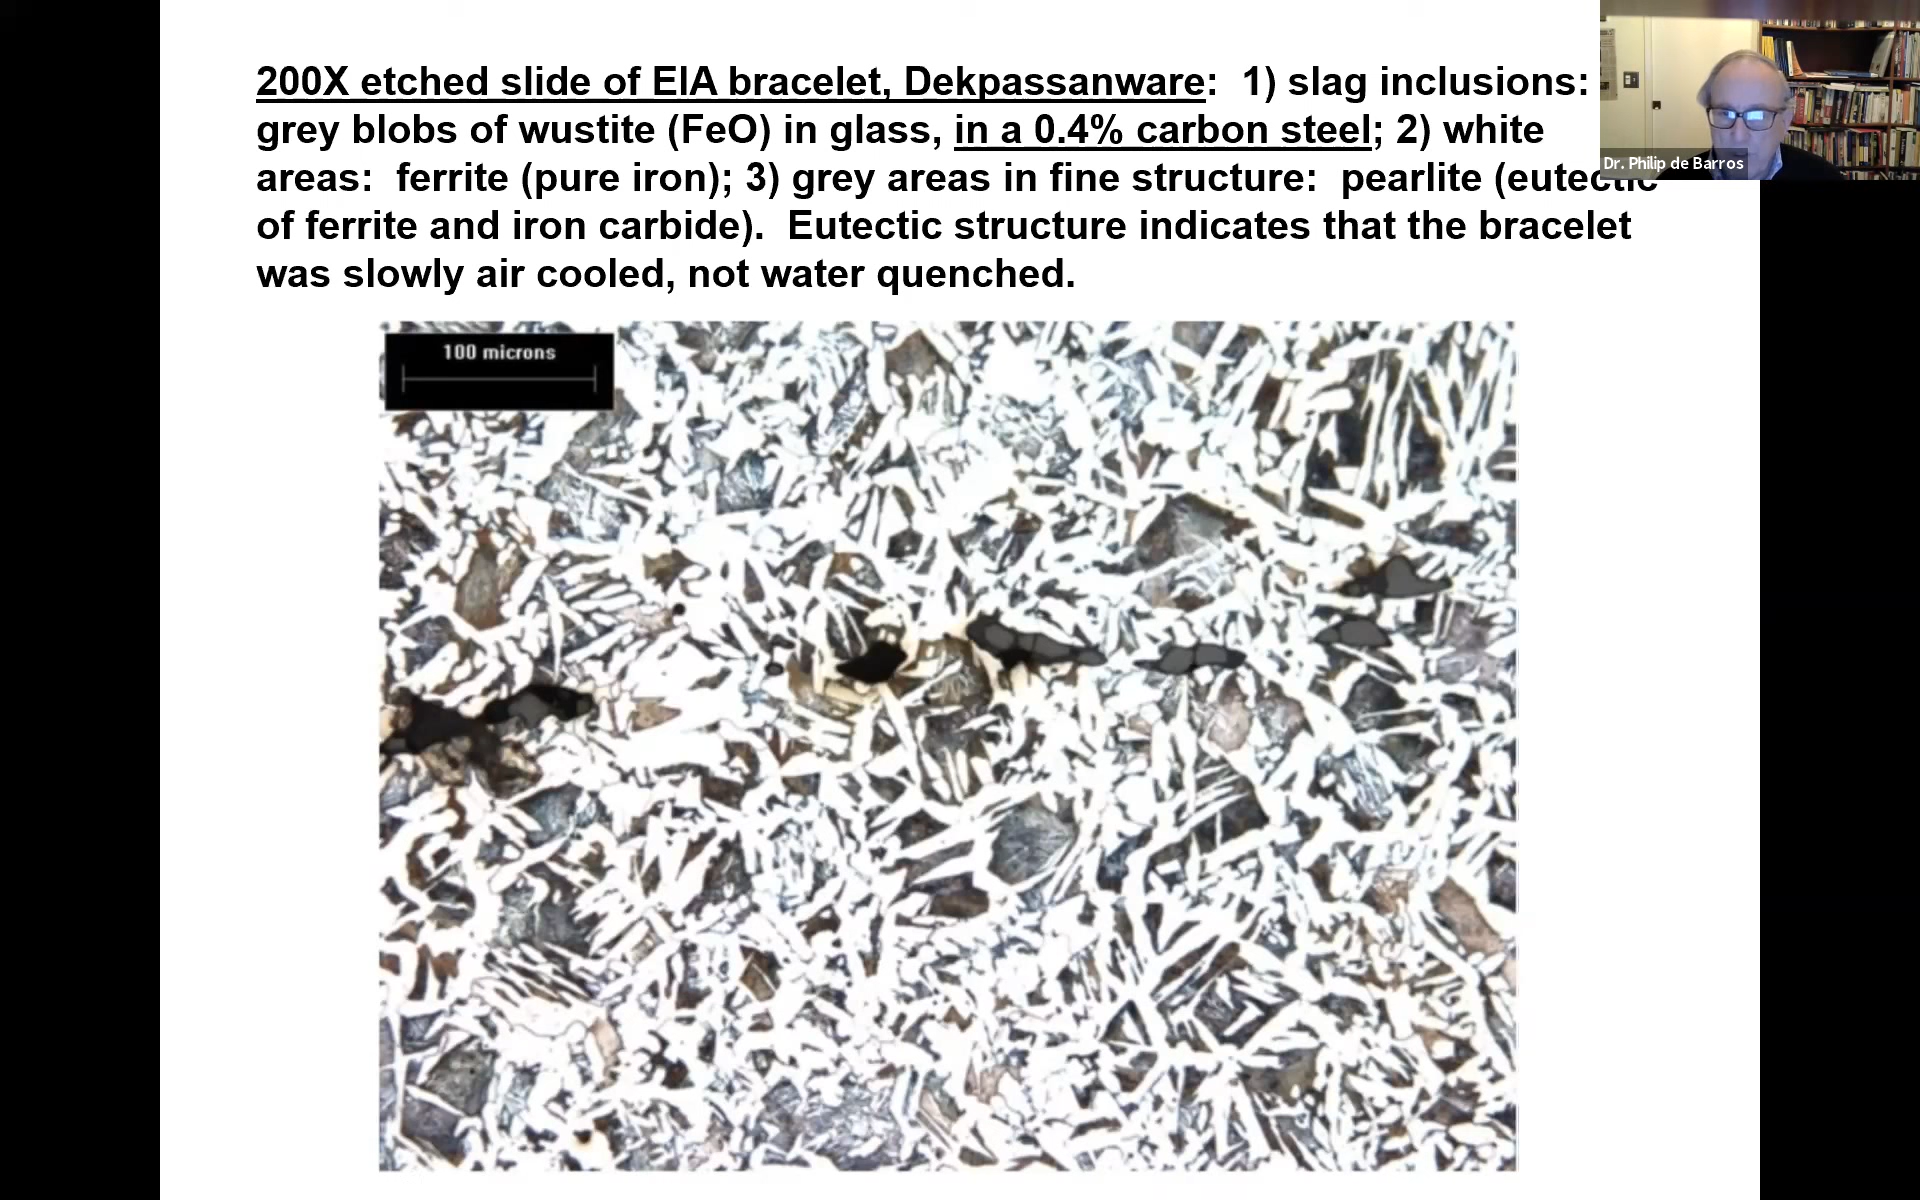 200X etched slide of EIA bracelet, Dekpassanware:  1) slag inclusions:
grey blobs of wustite (FeO) in glass, in a 0.4% carbon steel; 2) white
areas:  ferrite (pure iron); 3) grey areas in fine structure:  pearlite (eutectic
of ferrite and iron carbide).  Eutectic structure indicates that the bracelet
was slowly air cooled, not water quenched.
100 microns
Dr. Philip de Barros